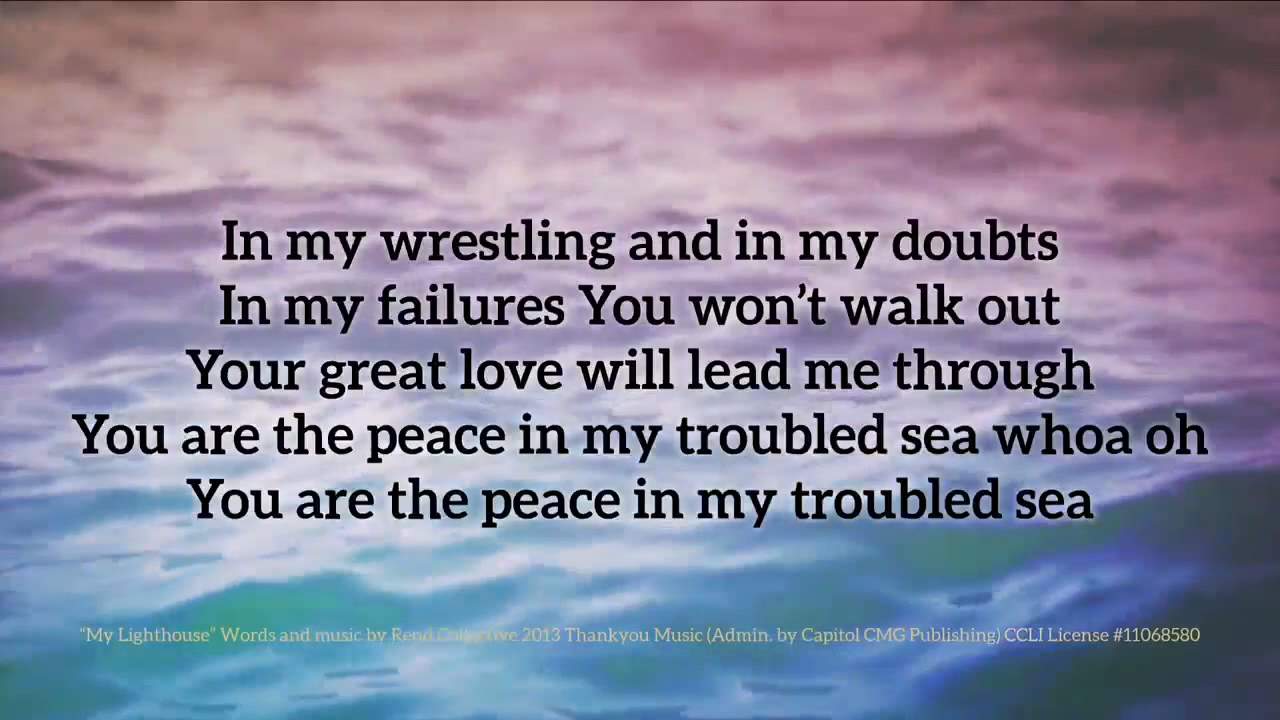 In my wrestling and in my doubts
In my failures You won’t walk out
Your great love will lead me through
You are the peace in my troubled sea whoa oh
You are the peace in my troubled sea
“My Lighthouse” Words and music by Rend Collective 2013 Thankyou Music (Admin. by Capitol CMG Publishing) CCLI License #11068580